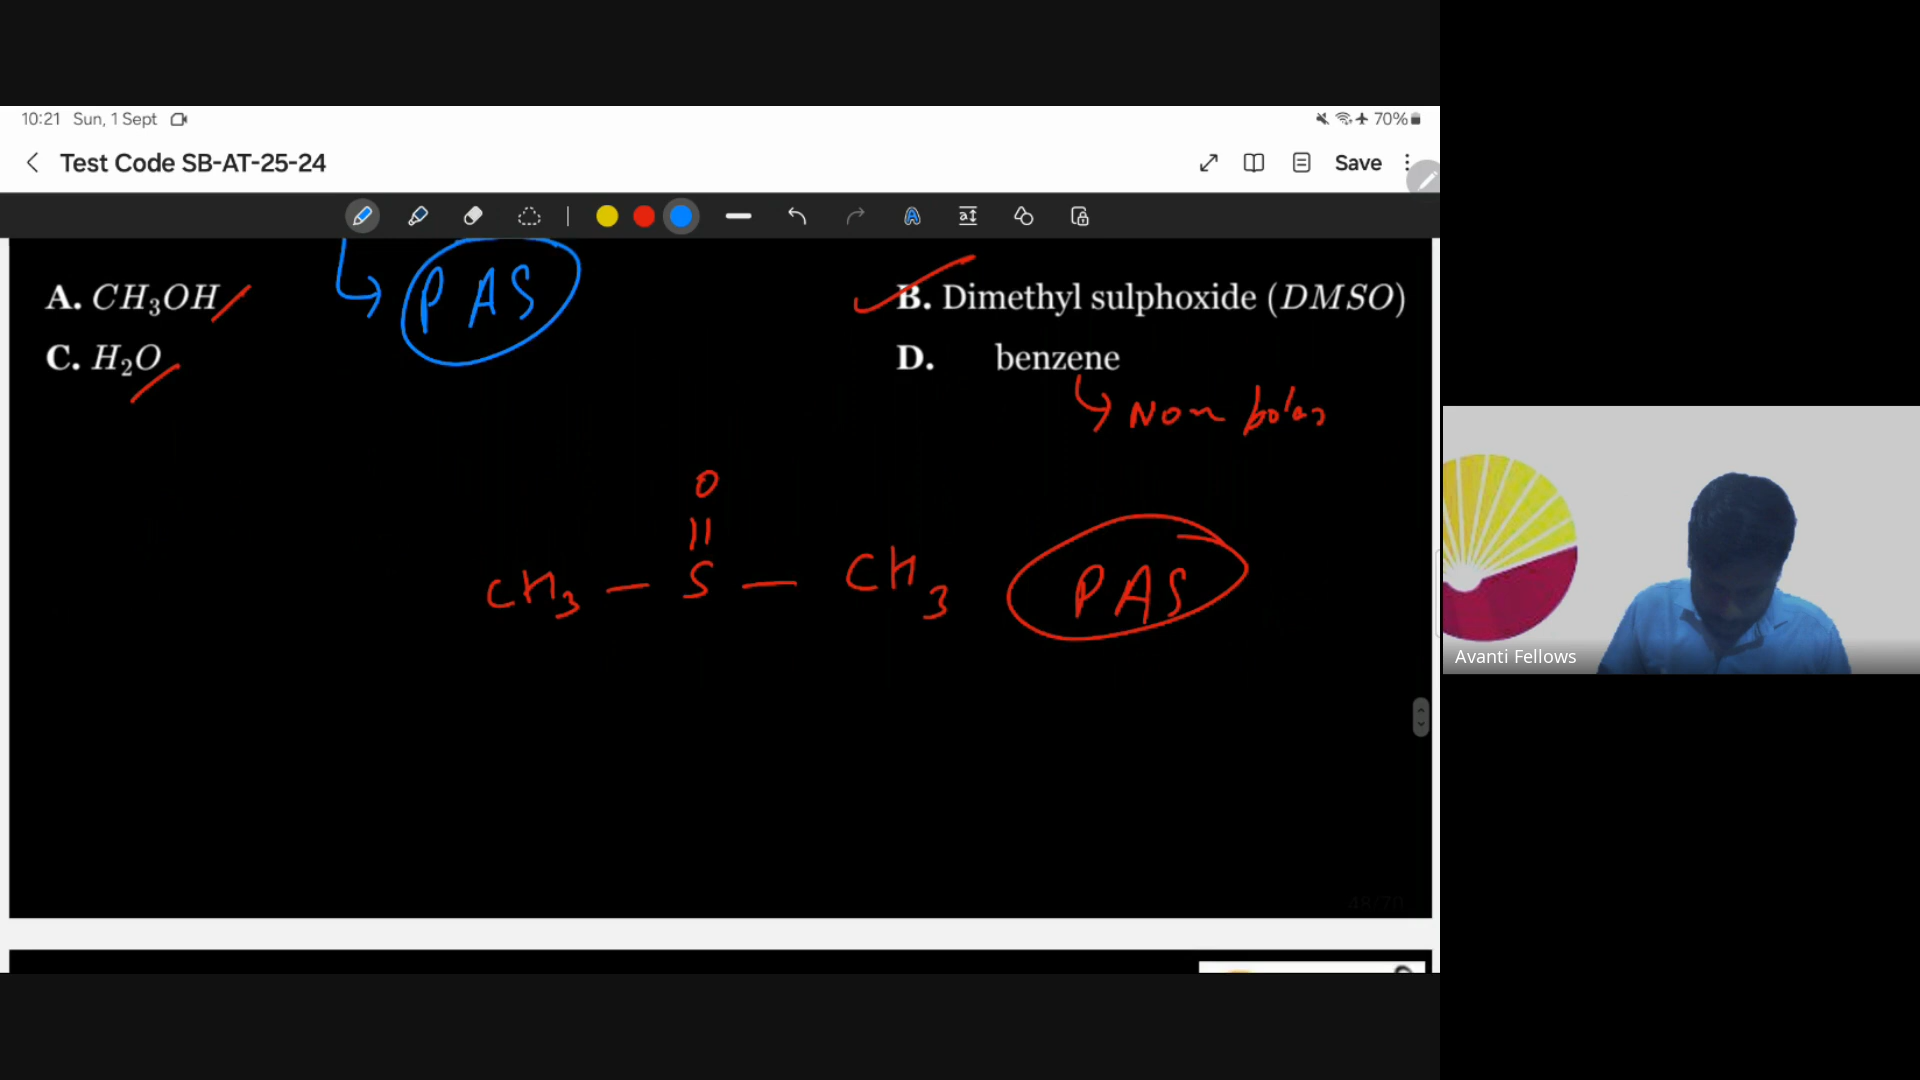 10:21 Sun, 1 Sept 70%
Test Code SB-AT-25-24 Save
A. CH₃OH PAS B. Dimethyl sulphoxide (DMSO)
C. H₂O D. benzene
Non polar
O
||
CH₃ — S — CH₃ PAS
Avanti Fellows